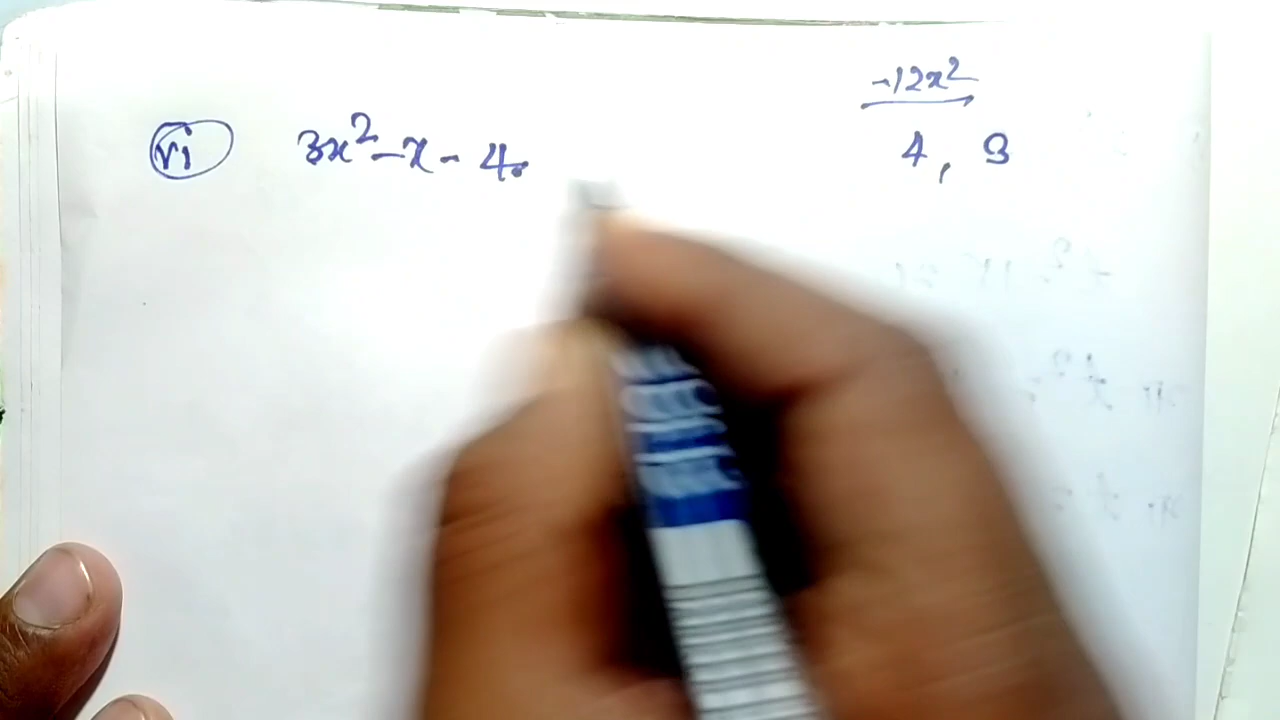 -12x²
(vi) 3x² - x - 4.
4, 3